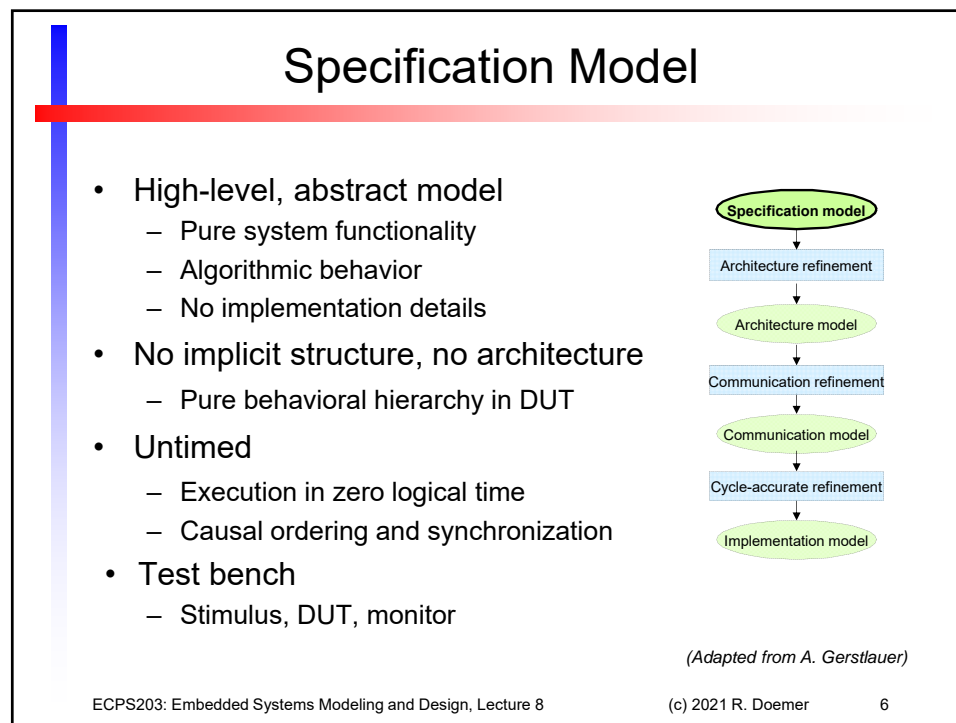 Specification Model
• High-level, abstract model
– Pure system functionality
– Algorithmic behavior
– No implementation details
• No implicit structure, no architecture
– Pure behavioral hierarchy in DUT
• Untimed
– Execution in zero logical time
– Causal ordering and synchronization
• Test bench
– Stimulus, DUT, monitor
Specification model
Architecture refinement
Architecture model
Communication refinement
Communication model
Cycle-accurate refinement
Implementation model
(Adapted from A. Gerstlauer)
ECPS203: Embedded Systems Modeling and Design, Lecture 8 (c) 2021 R. Doemer 6